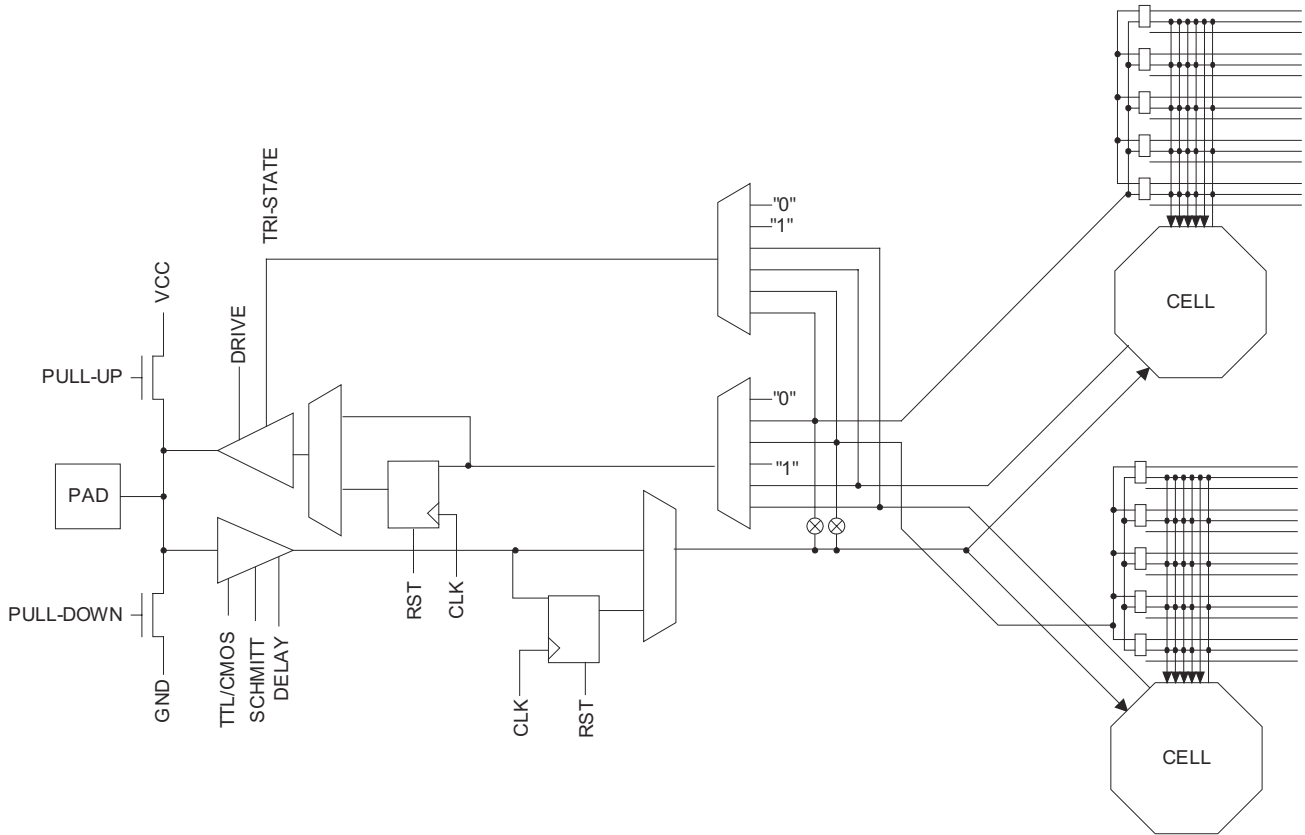 "0"
"1"
TRI-STATE
VCC
CELL
DRIVE
PULL-UP
"0"
"1"
PAD
RST
CLK
PULL-DOWN
TTL/CMOS
SCHMITT
DELAY
GND
CLK
RST
CELL